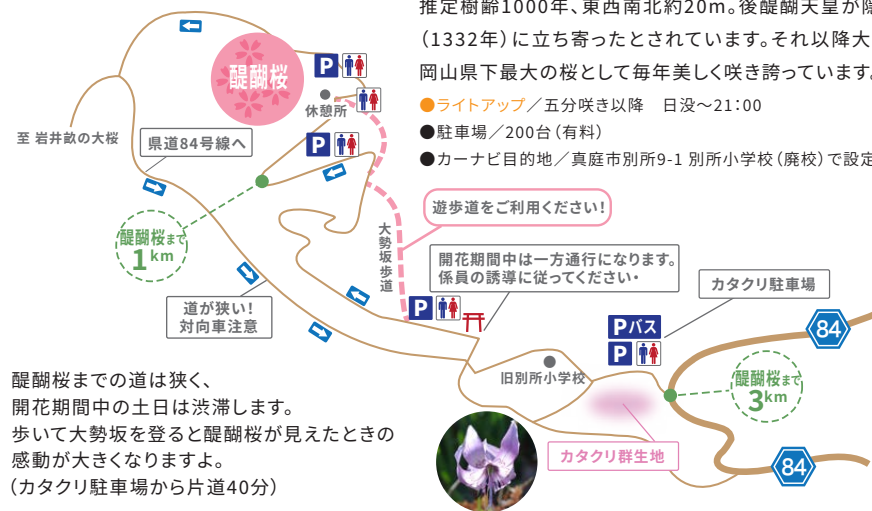 推定樹齢1000年、東西南北約20m。後醍醐天皇が隠
（1332年）に立ち寄ったとされています。それ以降大
岡山県下最大の桜として毎年美しく咲き誇っています。
●ライトアップ／五分咲き以降　日没～21：00
●駐車場／200台（有料）
●カーナビ目的地／真庭市別所9-1 別所小学校（廃校）で設定
醍醐桜
P
休憩所
P
至 岩井畝の大桜
県道84号線へ
醍醐桜まで
1km
遊歩道をご利用ください！
大勢坂歩道
開花期間中は一方通行になります。
係員の誘導に従ってください・
カタクリ駐車場
道が狭い！
対向車注意
P
Pバス
P
84
旧別所小学校
醍醐桜まで
3km
カタクリ群生地
84
醍醐桜までの道は狭く、
開花期間中の土日は渋滞します。
歩いて大勢坂を登ると醍醐桜が見えたときの
感動が大きくなりますよ。
（カタクリ駐車場から片道40分）